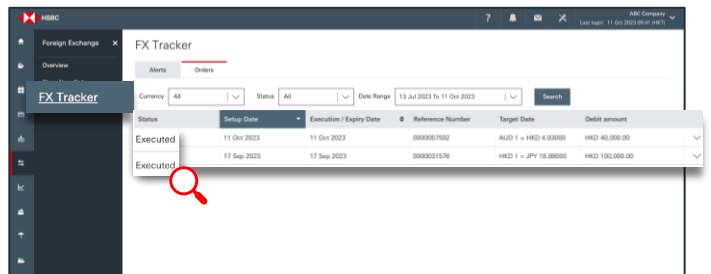 HSBC
ABC Company
Last login: 11 Oct 2023 09:41 (HKT)
Foreign Exchange
FX Tracker
Overview
Alerts Orders
FX Tracker
Currency All Status All Date Range 13 Jul 2023 To 11 Oct 2023 Search
Status Setup Date Execution / Expiry Date Reference Number Target Date Debit amount
Executed 11 Oct 2023 11 Oct 2023 0000057592 AUD 1 = HKD 4.93000 HKD 40,000.00
Executed 17 Sep 2023 17 Sep 2023 0000031576 HKD 1 = JPY 18.88000 HKD 100,000.00